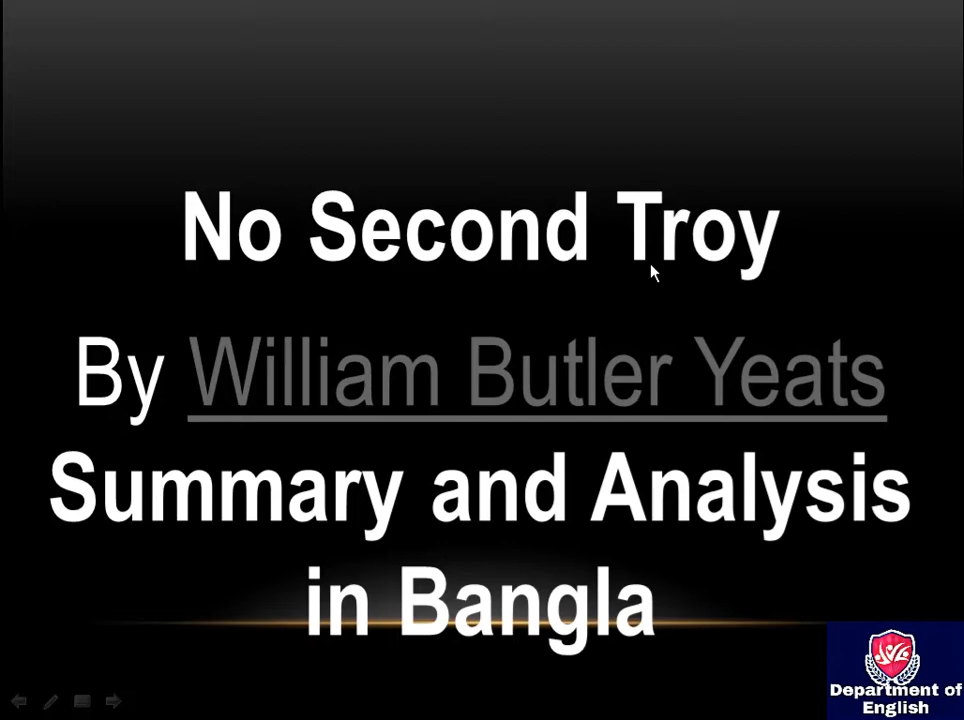 No Second Troy
By William Butler Yeats
Summary and Analysis
in Bangla
Department of
English